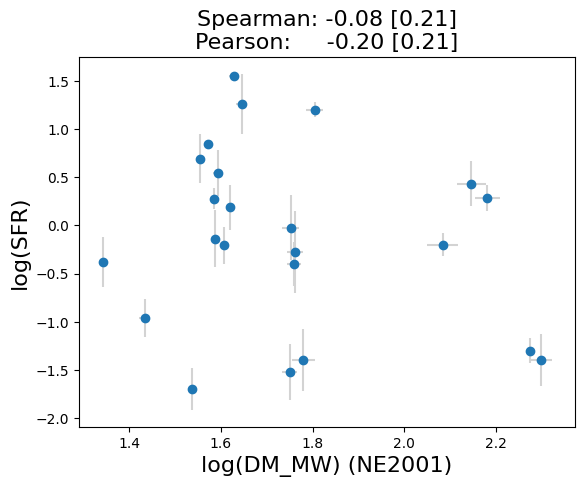 Spearman: -0.08 [0.21]
Pearson: -0.20 [0.21]
log(SFR)
1.5
1.0
0.5
0.0
−0.5
−1.0
−1.5
−2.0
1.4 1.6 1.8 2.0 2.2
log(DM_MW) (NE2001)